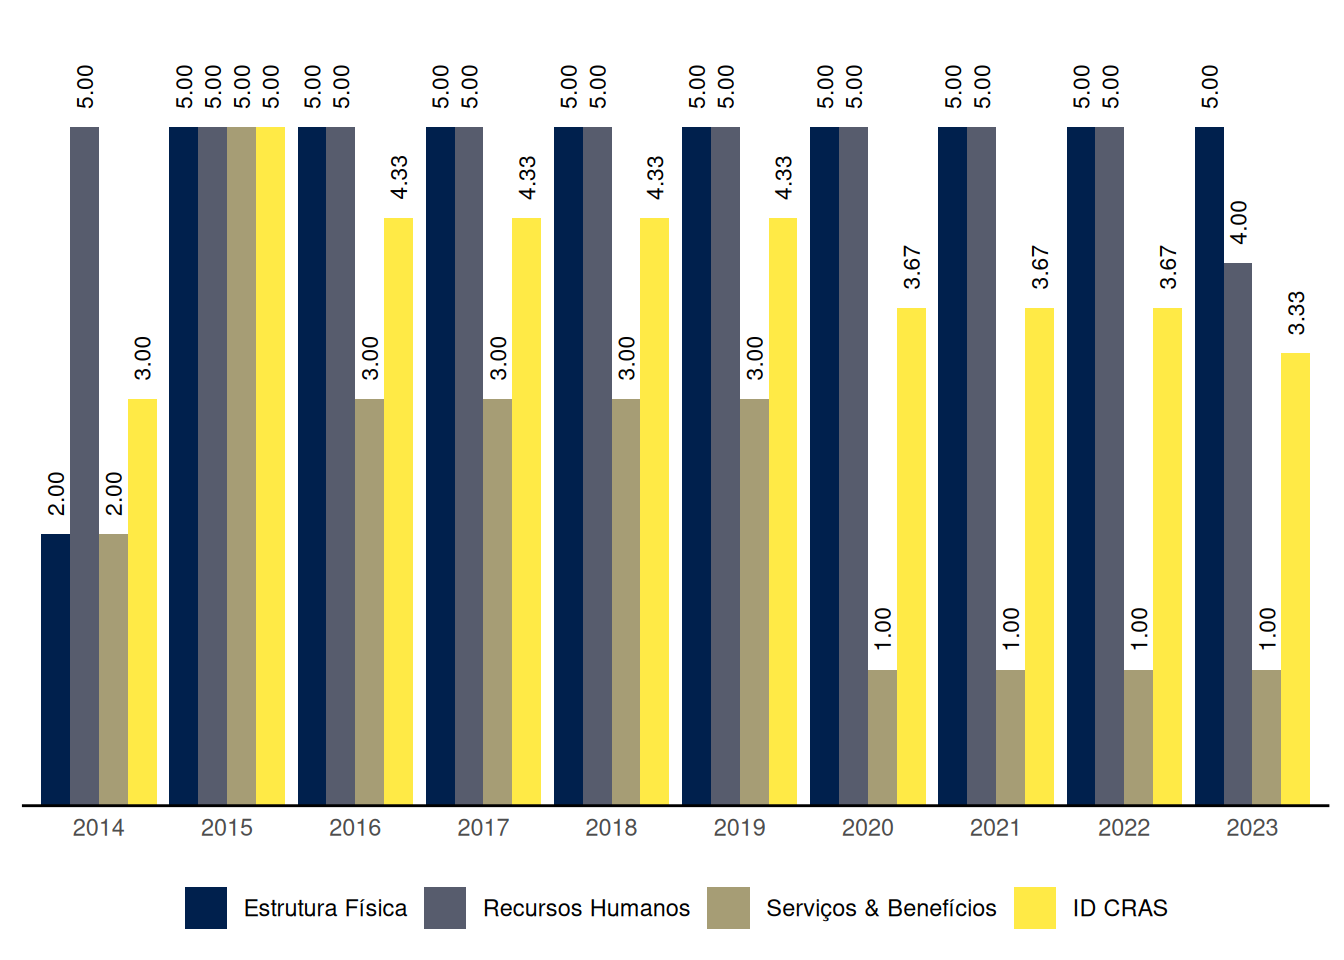 5.00 5.00 5.00 5.00 5.00 5.00 5.00 5.00 5.00 5.00 5.00 5.00 5.00 5.00 5.00 5.00 5.00 5.00 5.00 5.00
4.33 4.33 4.33 4.33
4.00
3.67 3.67 3.67
3.33
3.00 3.00 3.00 3.00 3.00
2.00 2.00
1.00 1.00 1.00 1.00
2014 2015 2016 2017 2018 2019 2020 2021 2022 2023
Estrutura Física Recursos Humanos Serviços & Benefícios ID CRAS